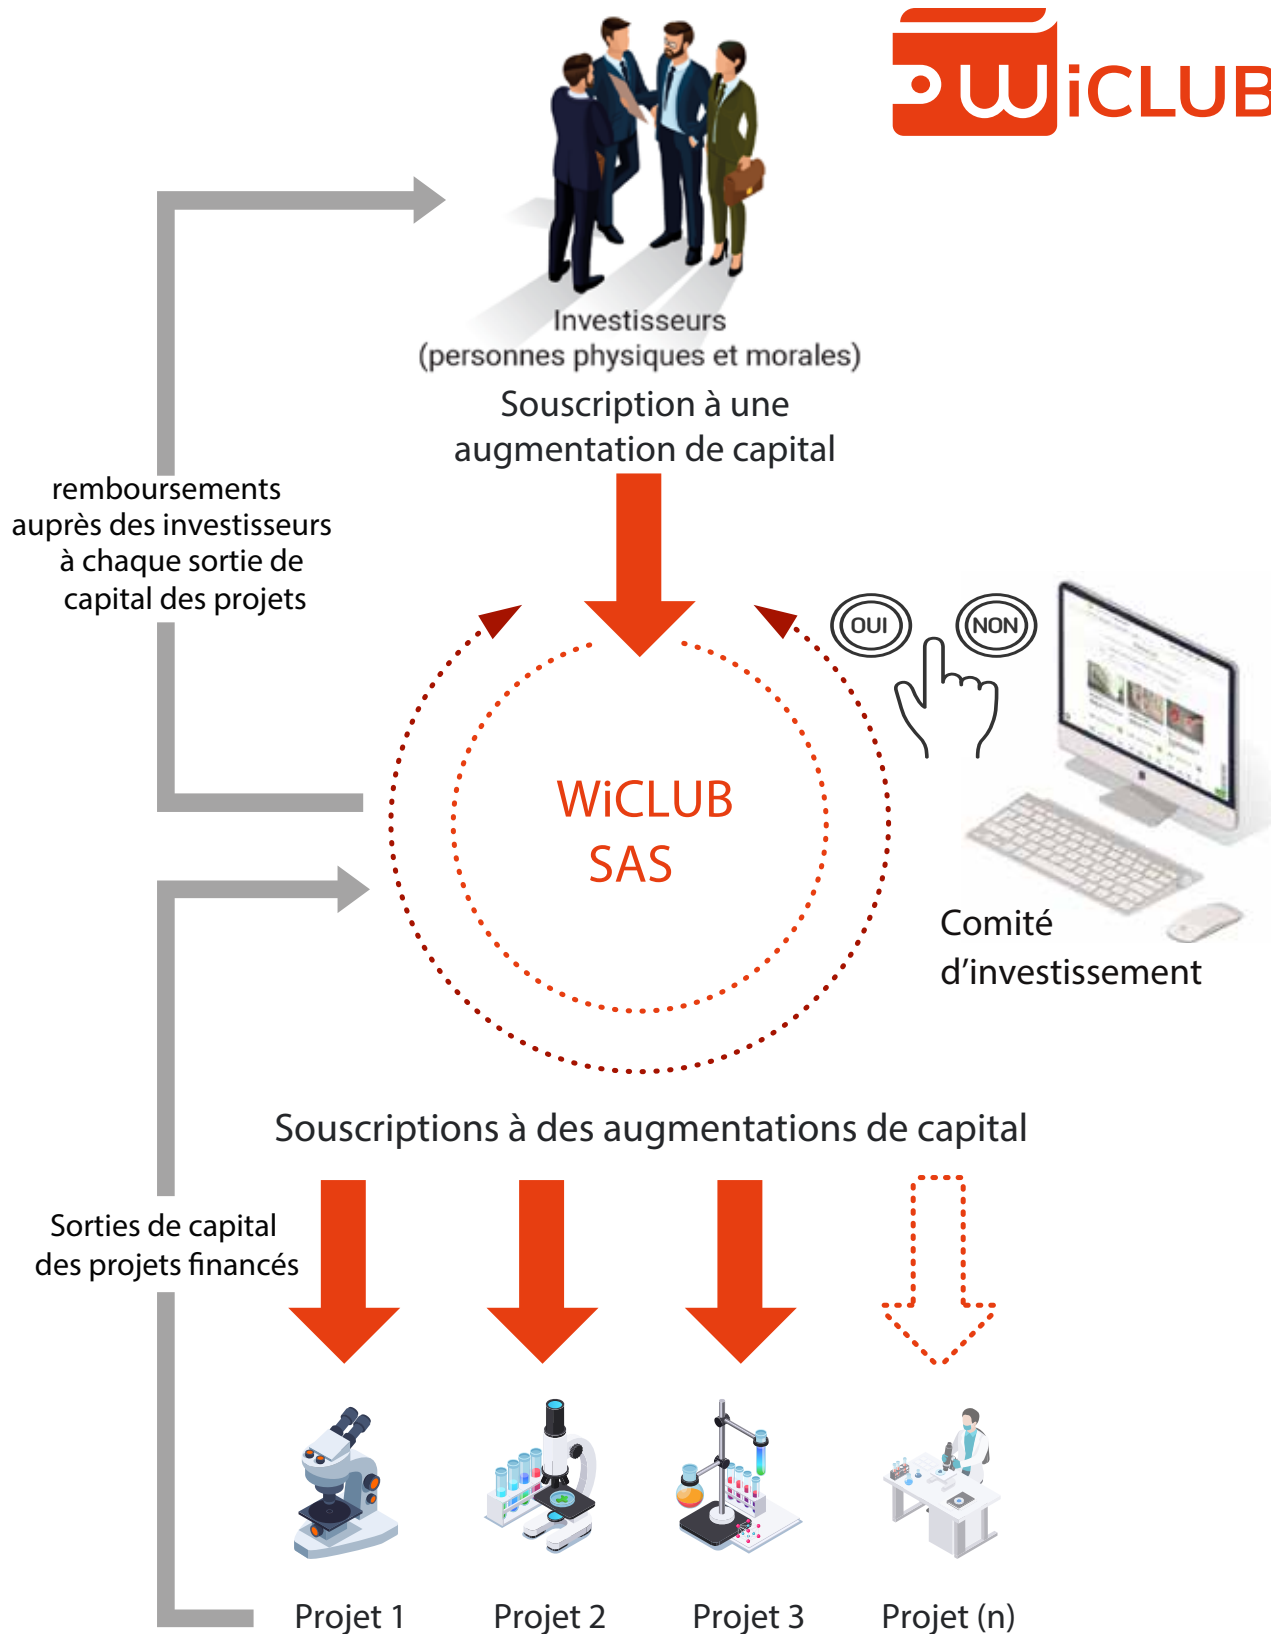 WiCLUB
Investisseurs
(personnes physiques et morales)
Souscription à une
augmentation de capital
remboursements
auprès des investisseurs
à chaque sortie de
capital des projets
OUI
NON
WiCLUB
SAS
Comité
d'investissement
Souscriptions à des augmentations de capital
Sorties de capital
des projets financés
Projet 1
Projet 2
Projet 3
Projet (n)